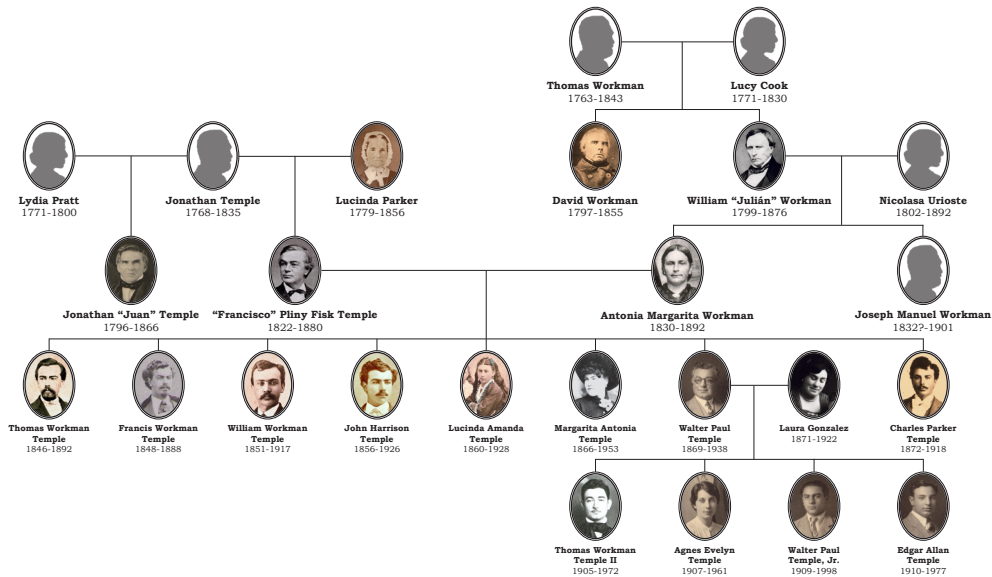 Thomas Workman
1763-1843
Lucy Cook
1771-1830
Lydia Pratt
1771-1800
Jonathan Temple
1768-1835
Lucinda Parker
1779-1856
David Workman
1797-1855
William “Julián” Workman
1799-1876
Nicolasa Urioste
1802-1892
Jonathan “Juan” Temple
1796-1866
“Francisco” Pliny Fisk Temple
1822-1880
Antonia Margarita Workman
1830-1892
Joseph Manuel Workman
1832?-1901
Thomas Workman
Temple
1846-1892
Francis Workman
Temple
1848-1888
William Workman
Temple
1851-1917
John Harrison
Temple
1856-1926
Lucinda Amanda
Temple
1860-1928
Margarita Antonia
Temple
1866-1953
Walter Paul
Temple
1869-1938
Laura Gonzalez
1871-1922
Charles Parker
Temple
1872-1918
Thomas Workman
Temple II
1905-1972
Agnes Evelyn
Temple
1907-1961
Walter Paul
Temple, Jr.
1909-1998
Edgar Allan
Temple
1910-1977